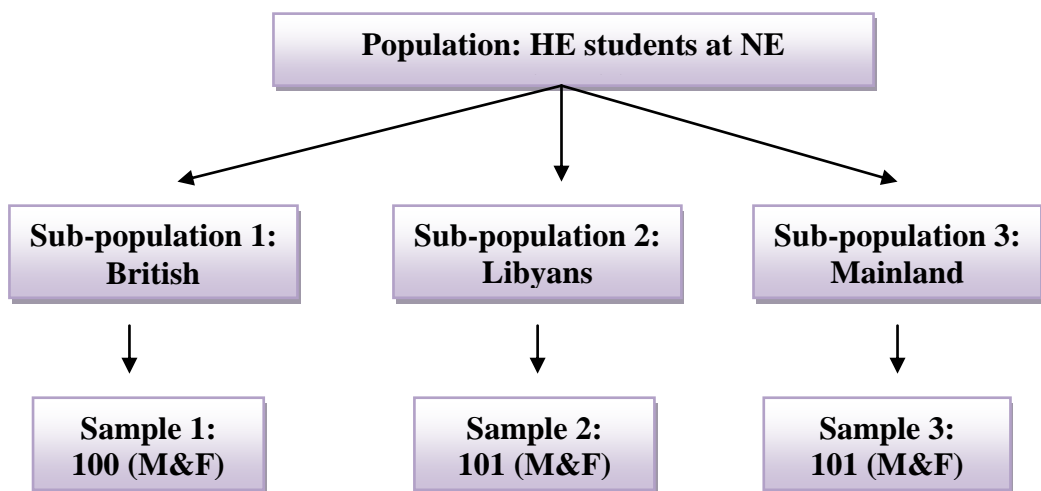 Population: HE students at NE
Sub-population 1:
British
Sub-population 2:
Libyans
Sub-population 3:
Mainland
Sample 1:
100 (M&F)
Sample 2:
101 (M&F)
Sample 3:
101 (M&F)